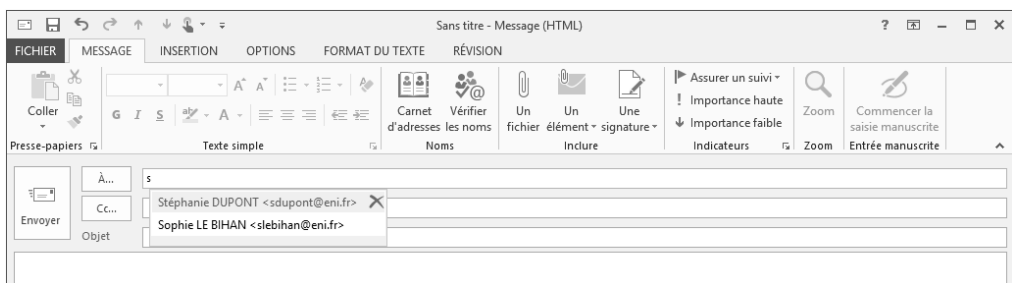 Sans titre - Message (HTML)
FICHIER MESSAGE INSERTION OPTIONS FORMAT DU TEXTE RÉVISION
Coller
Presse-papiers
G I S ab A
Texte simple
Carnet d'adresses
Vérifier les noms
Noms
Un fichier
Un élément
Une signature
Inclure
Assurer un suivi
Importance haute
Importance faible
Indicateurs
Zoom
Zoom
Commencer la saisie manuscrite
Entrée manuscrite
Envoyer
À... s
Cc...
Objet
Stéphanie DUPONT <sdupont@eni.fr>
Sophie LE BIHAN <slebihan@eni.fr>